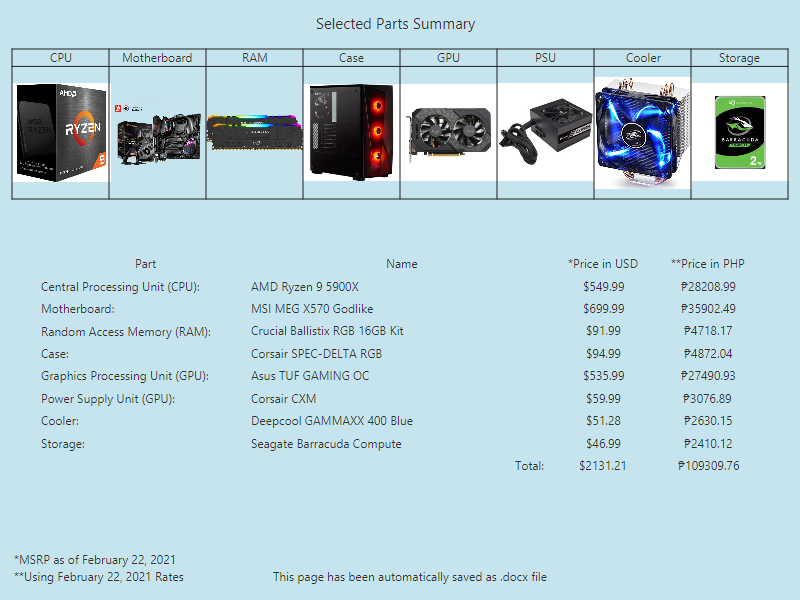 Selected Parts Summary
CPU Motherboard RAM Case GPU PSU Cooler Storage
AMD
RYZEN
9
BARRACUDA
2
Part Name *Price in USD **Price in PHP
Central Processing Unit (CPU): AMD Ryzen 9 5900X $549.99 ₱28208.99
Motherboard: MSI MEG X570 Godlike $699.99 ₱35902.49
Random Access Memory (RAM): Crucial Ballistix RGB 16GB Kit $91.99 ₱4718.17
Case: Corsair SPEC-DELTA RGB $94.99 ₱4872.04
Graphics Processing Unit (GPU): Asus TUF GAMING OC $535.99 ₱27490.93
Power Supply Unit (GPU): Corsair CXM $59.99 ₱3076.89
Cooler: Deepcool GAMMAXX 400 Blue $51.28 ₱2630.15
Storage: Seagate Barracuda Compute $46.99 ₱2410.12
Total: $2131.21 ₱109309.76
*MSRP as of February 22, 2021
**Using February 22, 2021 Rates This page has been automatically saved as .docx file